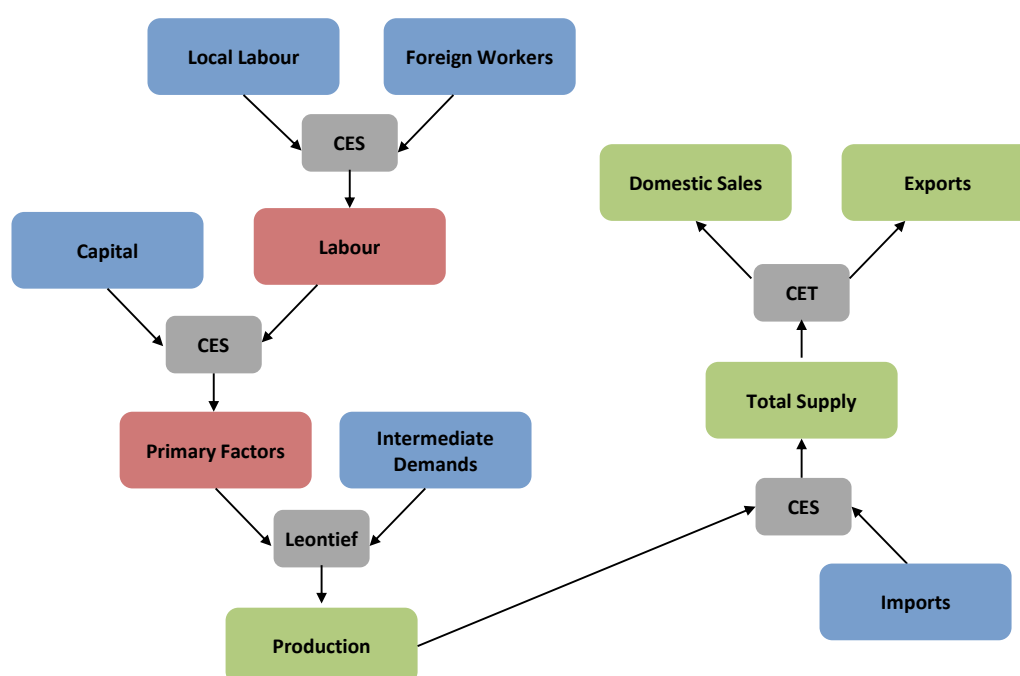 Local Labour
Foreign Workers
CES
Domestic Sales
Exports
Capital
Labour
CET
CES
Total Supply
Primary Factors
Intermediate
Demands
CES
Leontief
Imports
Production